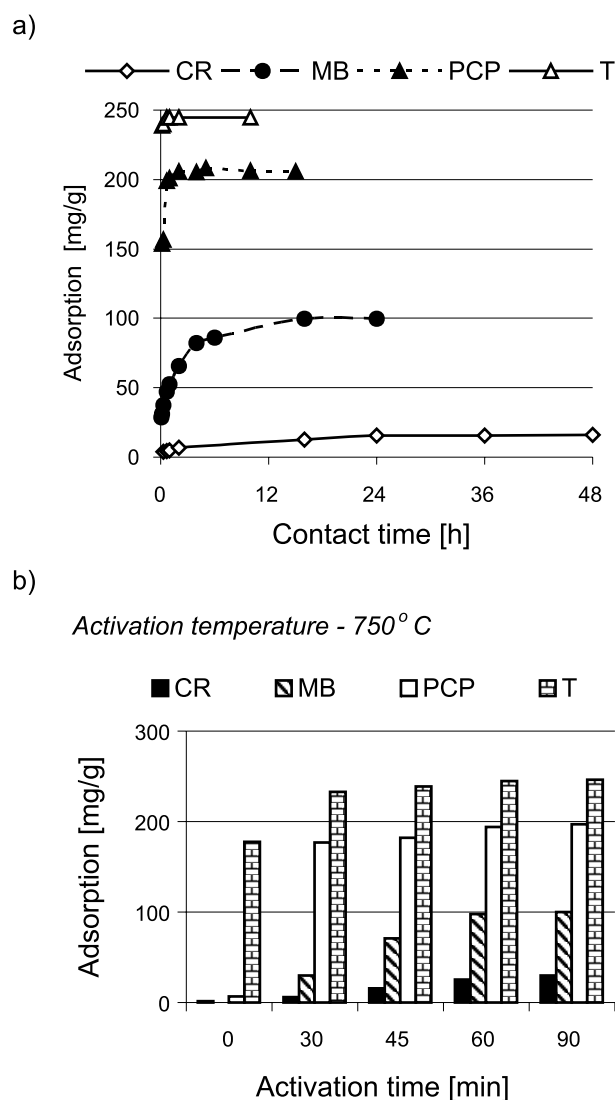 a)
CR MB PCP T
250
200
150
100
50
0
Adsorption [mg/g]
0 12 24 36 48
Contact time [h]
b)
Activation temperature - 750° C
CR MB PCP T
300
200
100
0
Adsorption [mg/g]
0 30 45 60 90
Activation time [min]